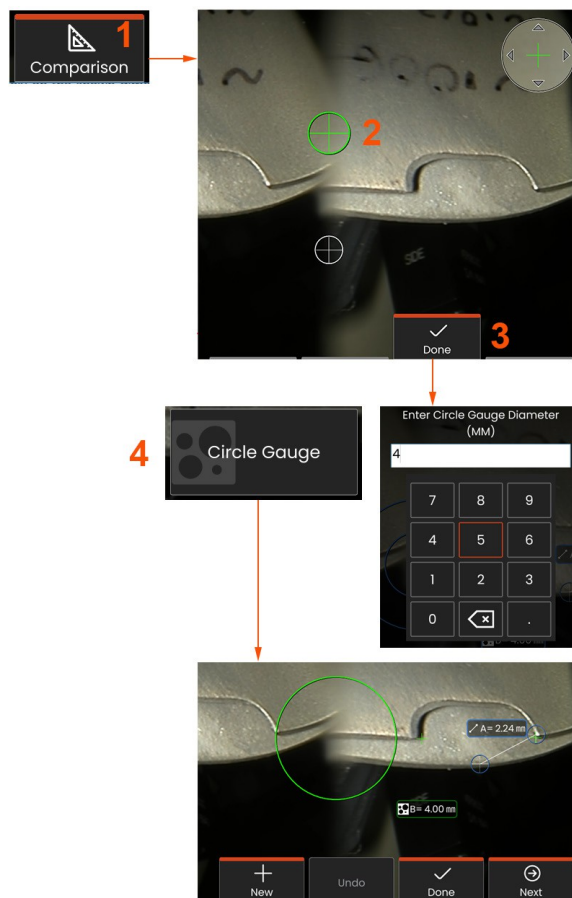 1
Comparison
2
SIDE
3
Done
4
Circle Gauge
Enter Circle Gauge Diameter
(MM)
4
7 8 9
4 5 6
1 2 3
0 .
A= 2.24 mm
B= 4.00 mm
New
Undo
Done
Next